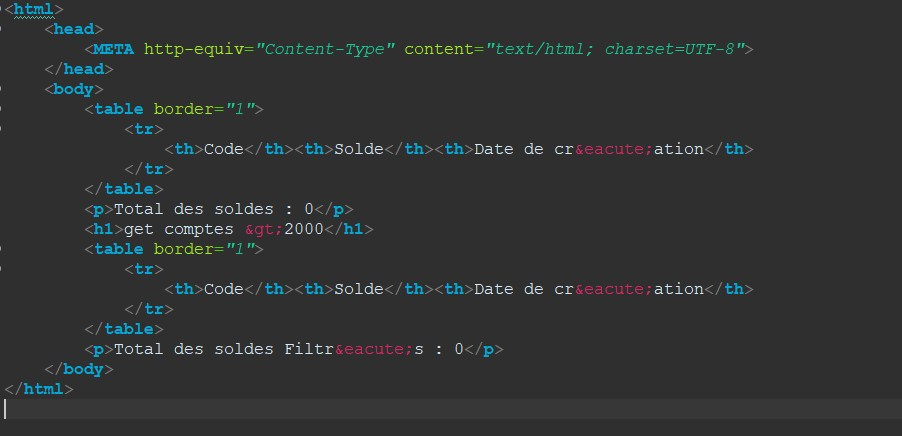 <html>
<head>
<META http-equiv="Content-Type" content="text/html; charset=UTF-8">
</head>
<body>
<table border="1">
<tr>
<th>Code</th><th>Solde</th><th>Date de cr&eacute;ation</th>
</tr>
</table>
<p>Total des soldes : 0</p>
<h1>get comptes &gt;2000</h1>
<table border="1">
<tr>
<th>Code</th><th>Solde</th><th>Date de cr&eacute;ation</th>
</tr>
</table>
<p>Total des soldes Filtr&eacute;s : 0</p>
</body>
</html>